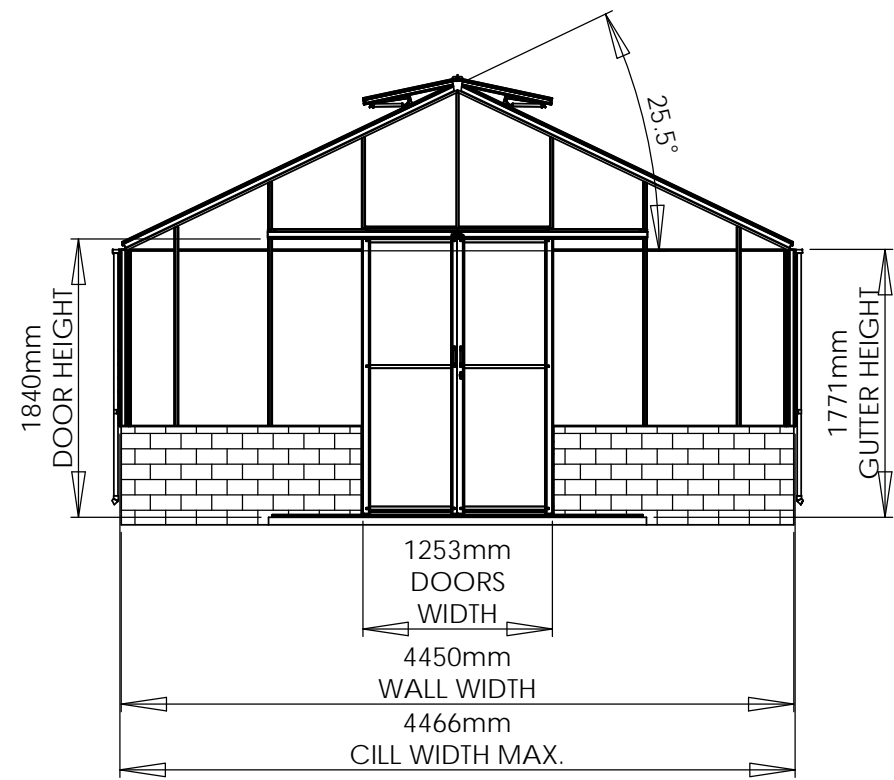 25.5°
1840mm
DOOR HEIGHT
1771mm
GUTTER HEIGHT
1253mm
DOORS
WIDTH
4450mm
WALL WIDTH
4466mm
CILL WIDTH MAX.